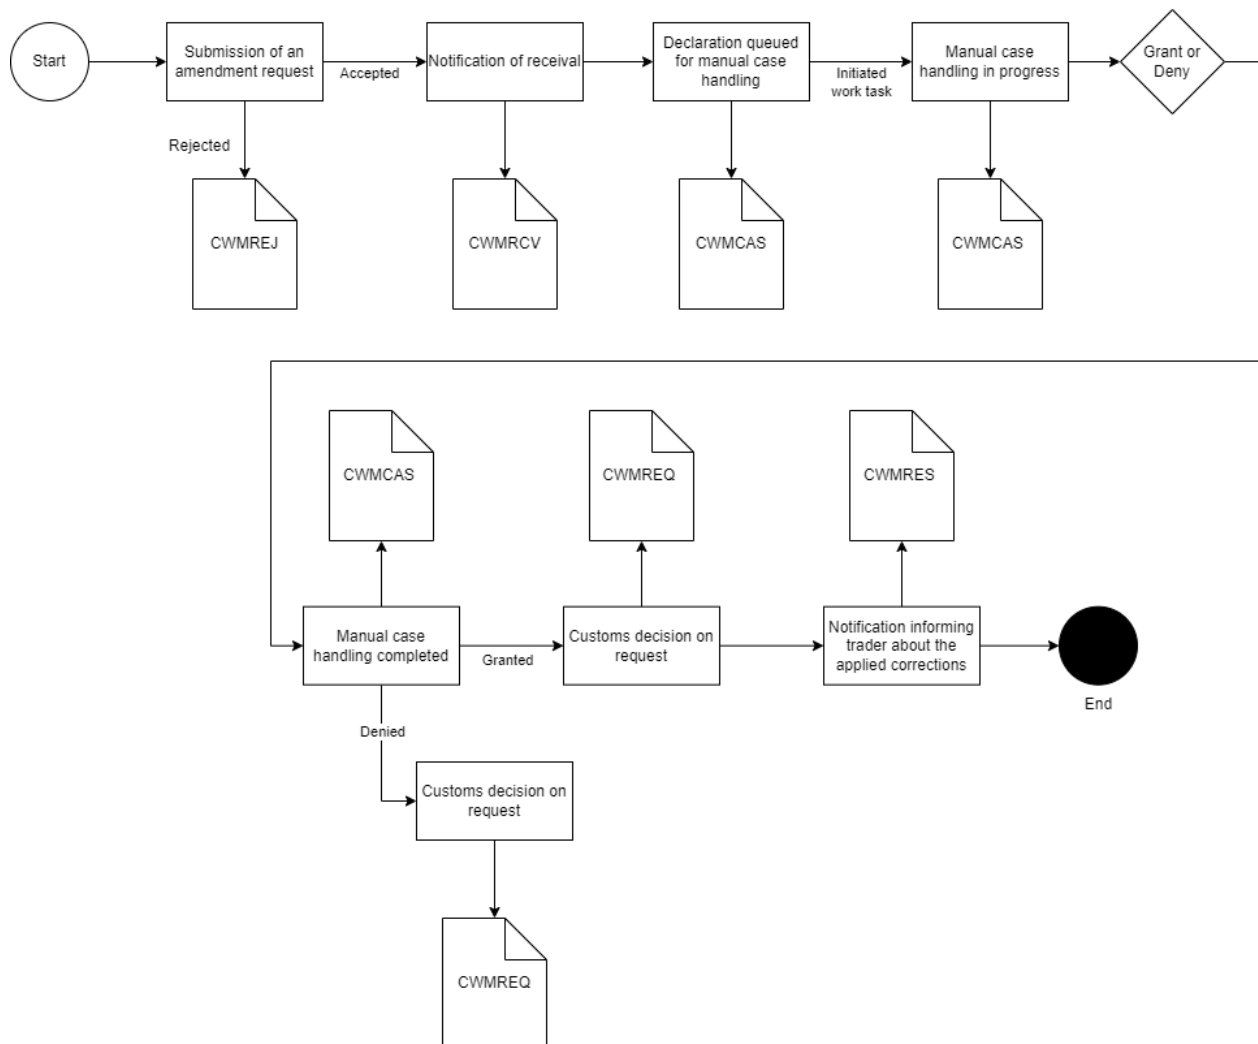 Start
Submission of an
amendment request
Accepted
Notification of receival
Declaration queued
for manual case
handling
Initiated
work task
Manual case
handling in progress
Grant or
Deny
Rejected
CWMREJ
CWMRCV
CWMCAS
CWMCAS
CWMCAS
CWMREQ
CWMRES
Manual case
handling completed
Granted
Customs decision on
request
Notification informing
trader about the
applied corrections
End
Denied
Customs decision on
request
CWMREQ